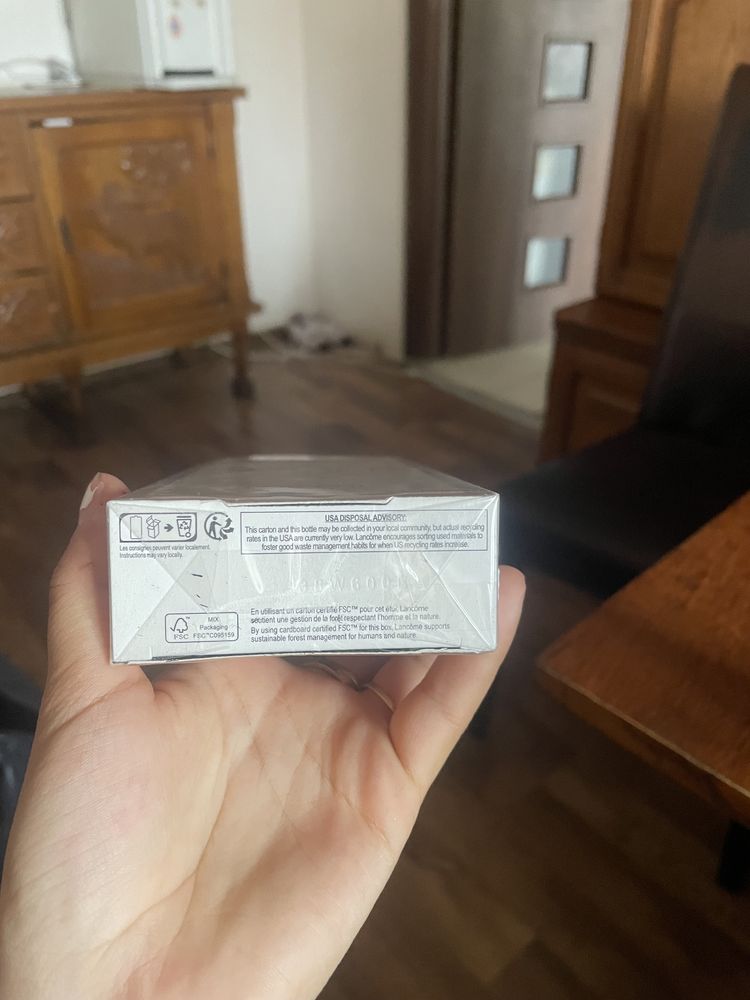 USA DISPOSAL ADVISORY:
This carton and this bottle may be collected in your local community, but actual recycling
rates in the USA are currently very low. Lancôme encourages sorting used materials to
foster good waste management habits for when US recycling rates increase.
Les consignes peuvent varier localement.
Instructions may vary locally.
MIX
Packaging
FSC FSC™C095159
En utilisant un carton certifié FSC™ pour cet étui, Lancôme
soutient une gestion de la forêt respectant l'homme et la nature.
By using cardboard certified FSC™ for this box, Lancôme supports
sustainable forest management for humans and nature.